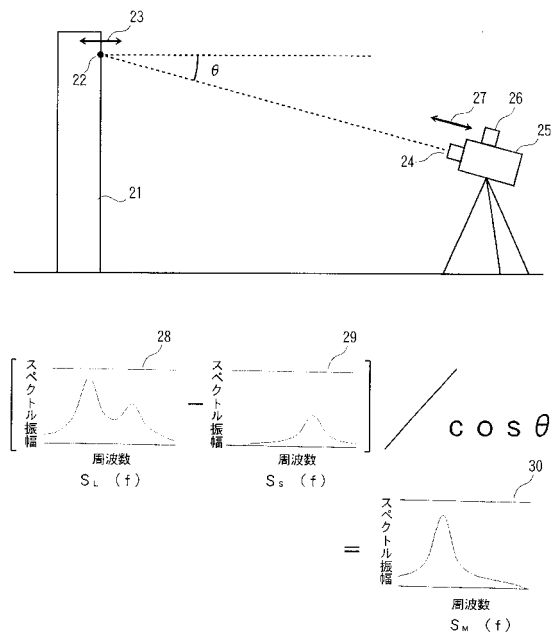 23
22
θ
27
26
24
25
21
28
29
スペクトル振幅
スペクトル振幅
周波数
周波数
S_L (f)
S_S (f)
cosθ
30
スペクトル振幅
周波数
S_M (f)